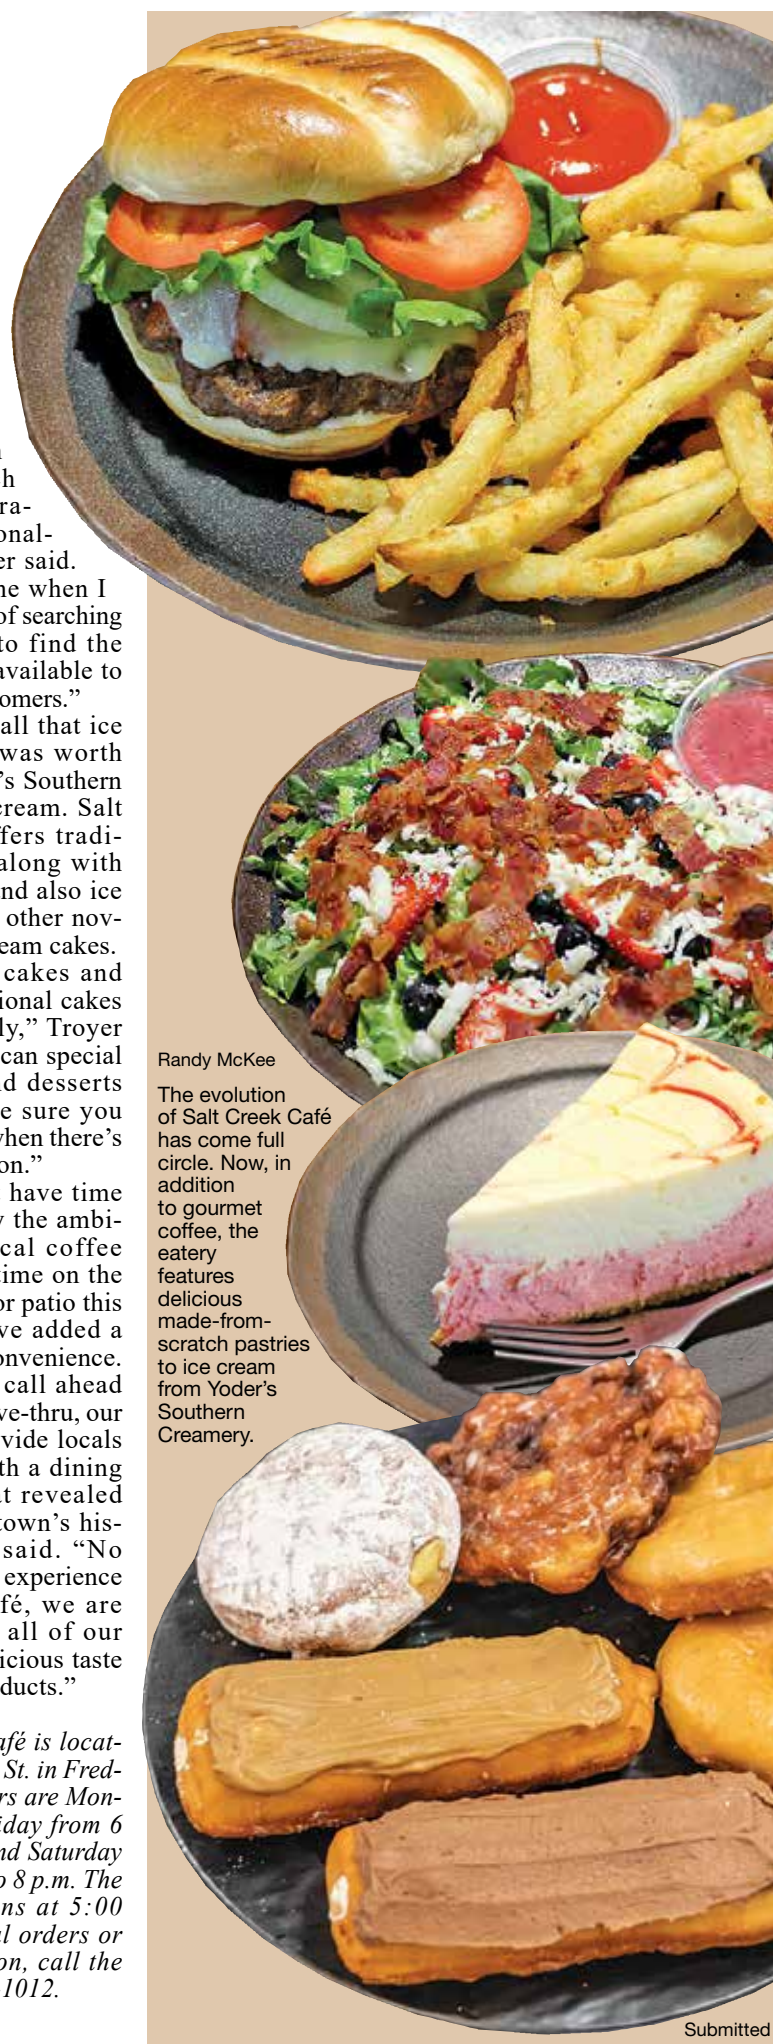 h
ra-
onal-
er said.
ne when I
of searching
to find the
available to
omers.”
all that ice
was worth
’s Southern
cream. Salt
ffers tradi-
along with
nd also ice
other nov-
eam cakes.
cakes and
ional cakes
ly,” Troyer
can special
nd desserts
e sure you
when there’s
on.”
have time
y the ambi-
cal coffee
time on the
or patio this
ve added a
onvenience.
call ahead
ve-thru, our
vide locals
th a dining
at revealed
town’s his-
said. “No
experience
fé, we are
all of our
icious taste
ducts.”
afé is locat-
St. in Fred-
rs are Mon-
iday from 6
nd Saturday
o 8 p.m. The
ns at 5:00
al orders or
on, call the
1012.
Randy McKee
The evolution
of Salt Creek Café
has come full
circle. Now, in
addition
to gourmet
coffee, the
eatery
features
delicious
made-from-
scratch pastries
to ice cream
from Yoder’s
Southern
Creamery.
Submitted